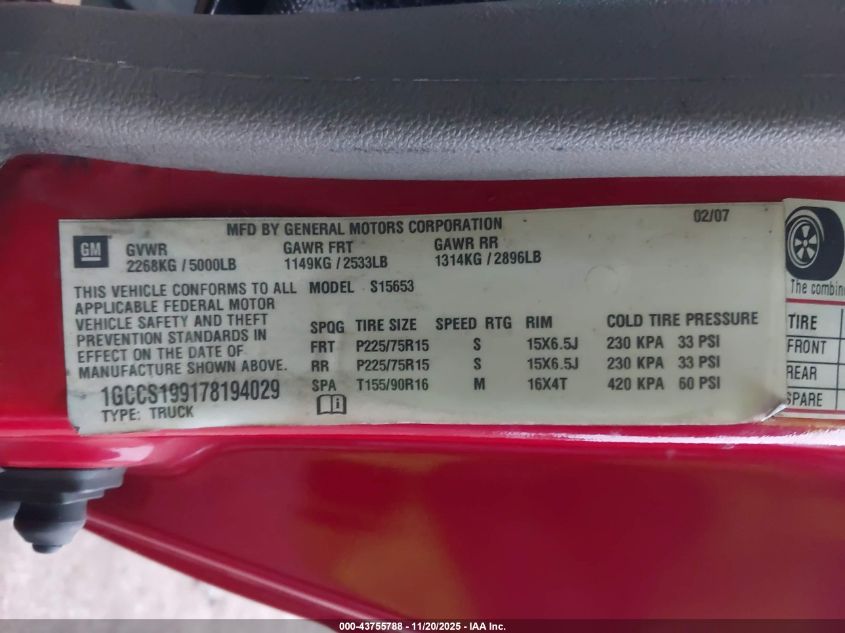 MFD BY GENERAL MOTORS CORPORATION 02/07
GM
GVWR GAWR FRT GAWR RR
2268KG / 5000LB 1149KG / 2533LB 1314KG / 2896LB
THIS VEHICLE CONFORMS TO ALL
APPLICABLE FEDERAL MOTOR
VEHICLE SAFETY AND THEFT
PREVENTION STANDARDS IN
EFFECT ON THE DATE OF
MANUFACTURE SHOWN ABOVE.
1GCCS199178194029
TYPE: TRUCK
MODEL S15653
SPQG TIRE SIZE SPEED RTG RIM COLD TIRE PRESSURE
FRT P225/75R15 S 15X6.5J 230 KPA 33 PSI
RR P225/75R15 S 15X6.5J 230 KPA 33 PSI
SPA T155/90R16 M 16X4T 420 KPA 60 PSI
The combin
TIRE
FRONT
REAR
SPARE
000-43755788 - 11/20/2025 - IAA Inc.